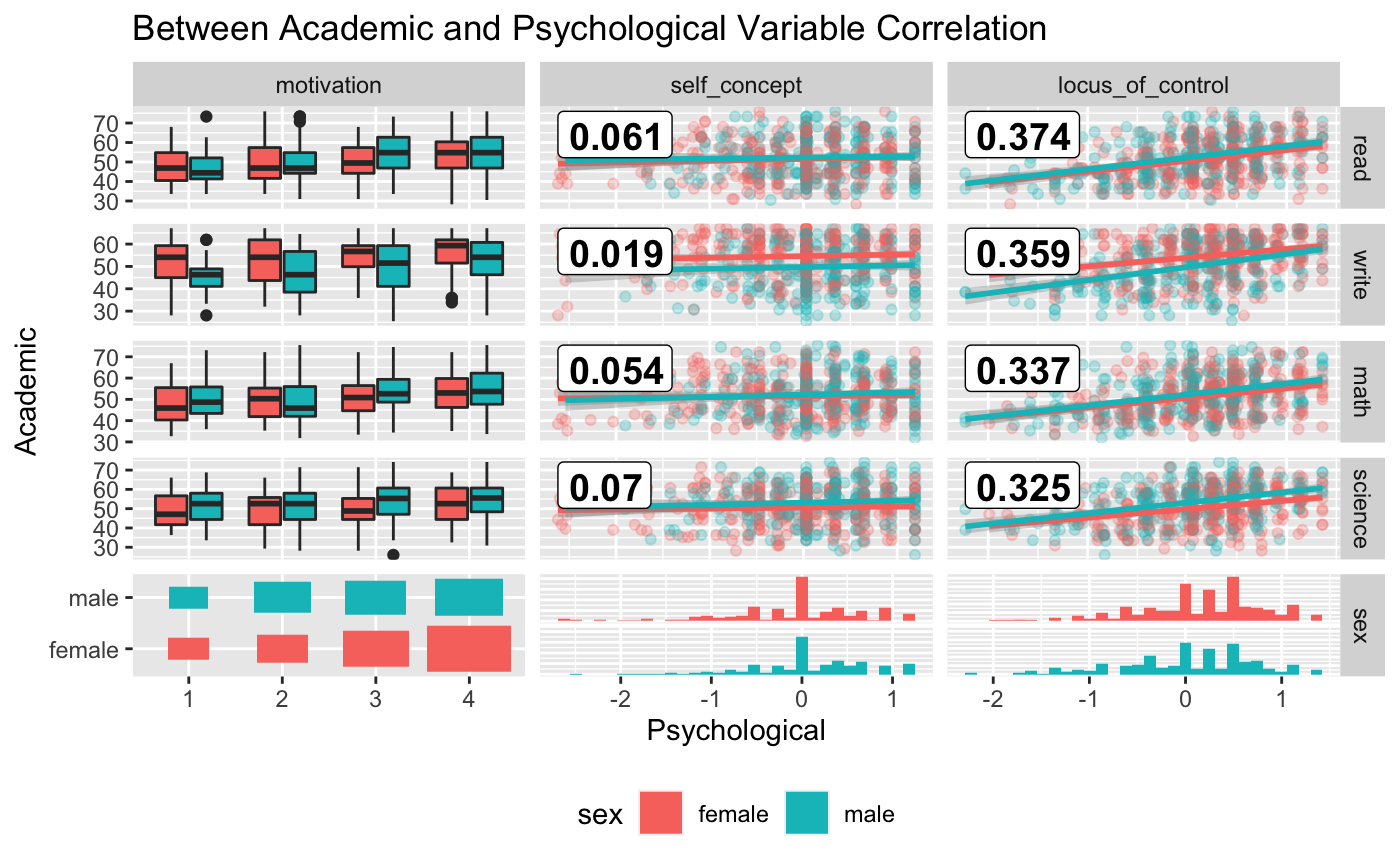 Between Academic and Psychological Variable Correlation
motivation self_concept locus_of_control
70
60
50
40
30
0.061
0.374
read
60
50
40
30
0.019
0.359
write
70
60
50
40
30
0.054
0.337
math
70
60
50
40
30
0.07
0.325
science
male
female
sex
1 2 3 4 -2 -1 0 1 -2 -1 0 1
Academic
Psychological
sex female male